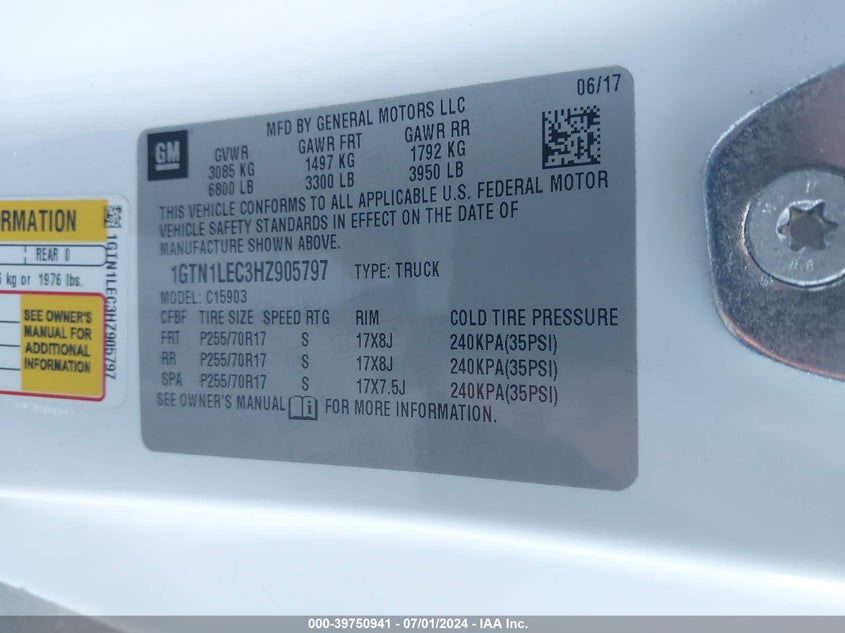 06/17
MFD BY GENERAL MOTORS LLC
GM
GVWR GAWR FRT GAWR RR
3085 KG 1497 KG 1792 KG
6800 LB 3300 LB 3950 LB
THIS VEHICLE CONFORMS TO ALL APPLICABLE U.S. FEDERAL MOTOR
VEHICLE SAFETY STANDARDS IN EFFECT ON THE DATE OF
MANUFACTURE SHOWN ABOVE.
1GTN1LEC3HZ905797 TYPE: TRUCK
MODEL: C15903
CFBF TIRE SIZE SPEED RTG RIM COLD TIRE PRESSURE
FRT P255/70R17 S 17X8J 240KPA(35PSI)
RR P255/70R17 S 17X8J 240KPA(35PSI)
SPA P255/70R17 S 17X7.5J 240KPA(35PSI)
SEE OWNER'S MANUAL FOR MORE INFORMATION.
REAR 0
kg or 1976 lbs.
SEE OWNER'S
MANUAL FOR
ADDITIONAL
INFORMATION
1GTN1LEC3HZ905797
000-39750941 - 07/01/2024 - IAA Inc.